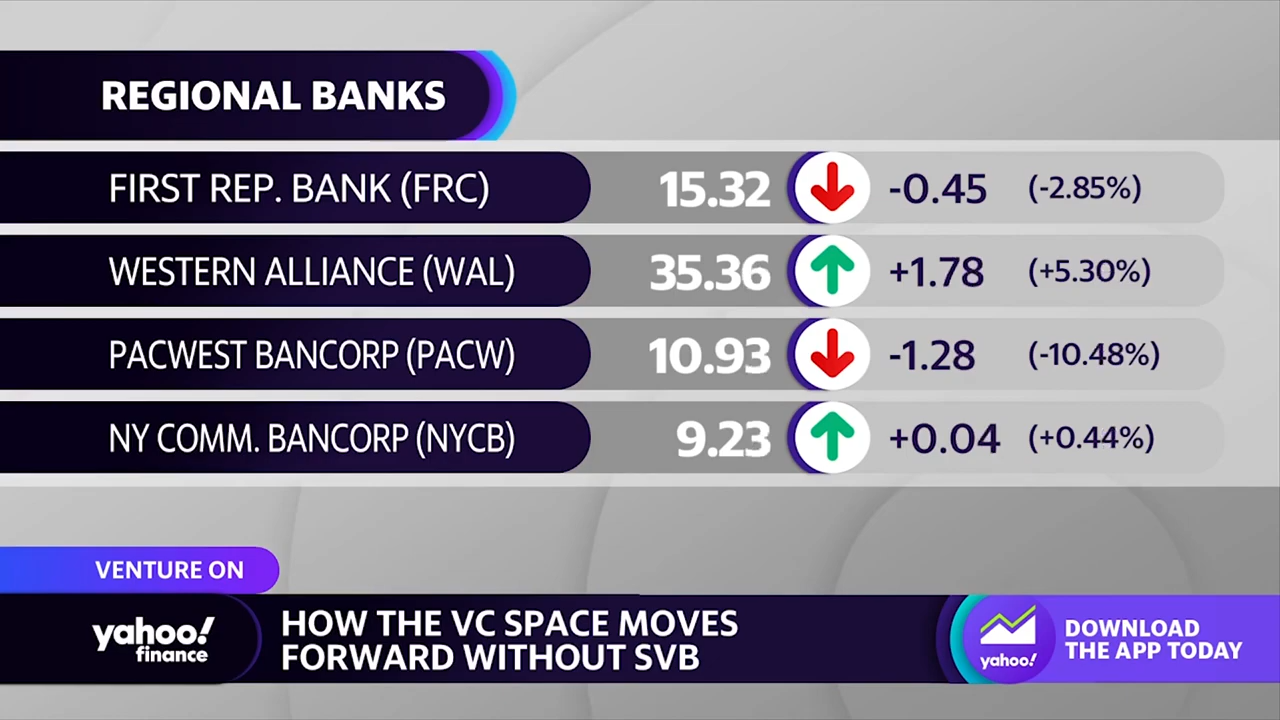 REGIONAL BANKS
FIRST REP. BANK (FRC) 15.32 -0.45 (-2.85%)
WESTERN ALLIANCE (WAL) 35.36 +1.78 (+5.30%)
PACWEST BANCORP (PACW) 10.93 -1.28 (-10.48%)
NY COMM. BANCORP (NYCB) 9.23 +0.04 (+0.44%)
VENTURE ON
yahoo!
finance
HOW THE VC SPACE MOVES
FORWARD WITHOUT SVB
yahoo!
DOWNLOAD
THE APP TODAY